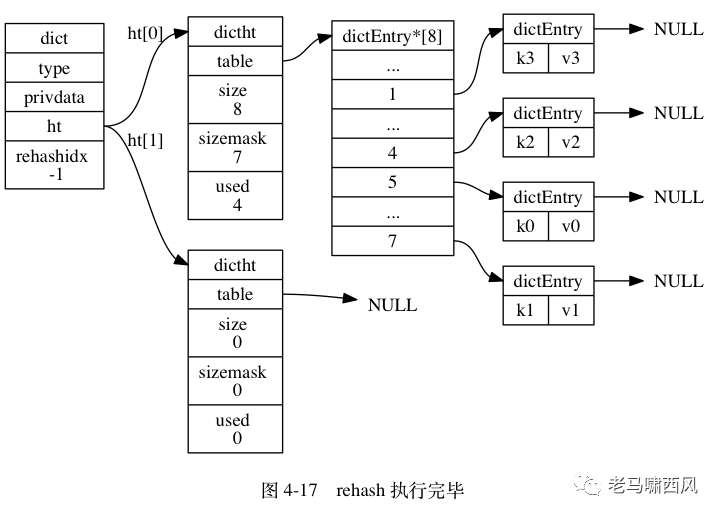 dict
type
privdata
ht
rehashidx
-1
ht[0]
ht[1]
dictht
table
size
8
sizemask
7
used
4
dictht
table
size
0
sizemask
0
used
0
NULL
dictEntry*[8]
...
1
...
4
5
...
7
dictEntry
k3 v3
NULL
dictEntry
k2 v2
NULL
dictEntry
k0 v0
NULL
dictEntry
k1 v1
NULL
图 4-17 rehash 执行完毕
老马啸西风